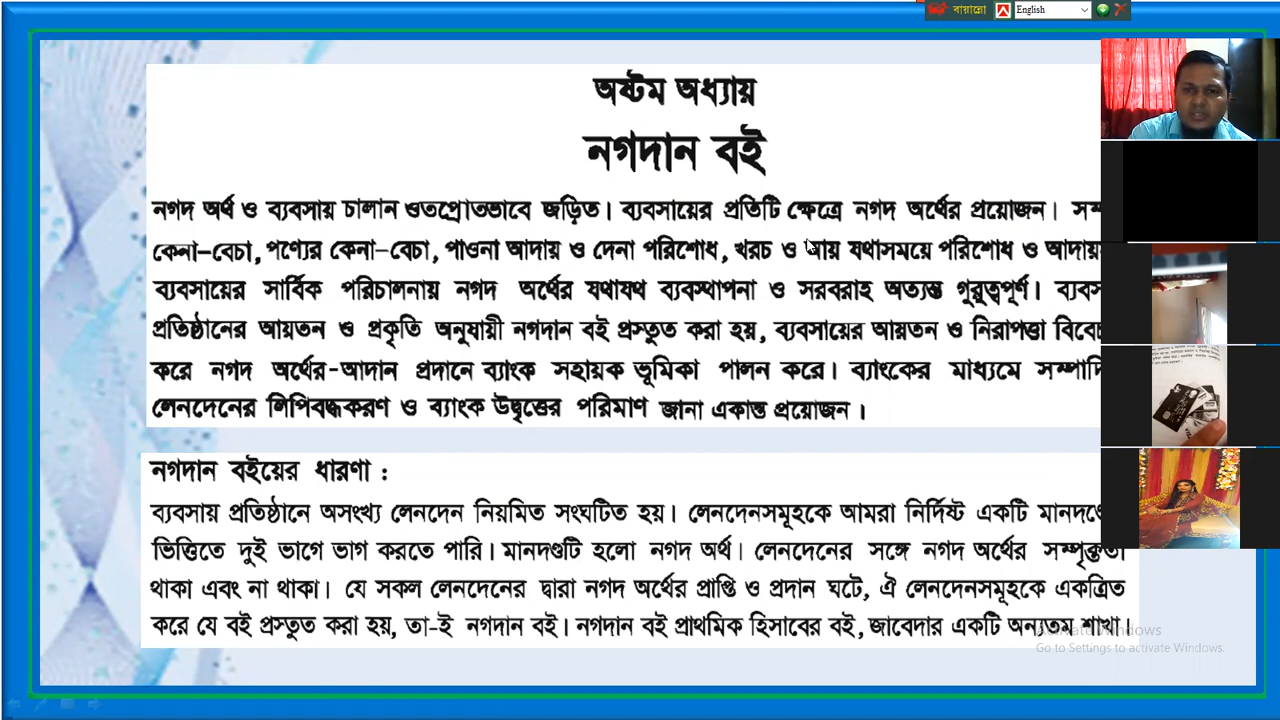 বায়ান্নো
English
অষ্টম অধ্যায়
নগদান বই
নগদ অর্থ ও ব্যবসায় চালান ওতপ্রোতভাবে জড়িত। ব্যবসায়ের প্রতিটি ক্ষেত্রে নগদ অর্থের প্রয়োজন।
কেনা-বেচা, পণ্যের কেনা-বেচা, পাওনা আদায় ও দেনা পরিশোধ, খরচ ও আয় যথাসময়ে পরিশোধ ও
ব্যবসায়ের সার্বিক পরিচালনায় নগদ অর্থের যথাযথ ব্যবস্থাপনা ও সরবরাহ অত্যন্ত গুরুত্বপূর্ণ।
প্রতিষ্ঠানের আয়তন ও প্রকৃতি অনুযায়ী নগদান বই প্রস্তুত করা হয়, ব্যবসায়ের আয়তন ও নিরাপত্তা
করে নগদ অর্থের-আদান প্রদানে ব্যাংক সহায়ক ভূমিকা পালন করে। ব্যাংকের মাধ্যমে
লেনদেনের লিপিবদ্ধকরণ ও ব্যাংক উদ্বৃত্তের পরিমাণ জানা একান্ত প্রয়োজন।
নগদান বইয়ের ধারণা :
ব্যবসায় প্রতিষ্ঠানে অসংখ্য লেনদেন নিয়মিত সংঘটিত হয়। লেনদেনসমূহকে আমরা নির্দিষ্ট একটি
ভিত্তিতে দুই ভাগে ভাগ করতে পারি। মানদণ্ডটি হলো নগদ অর্থ। লেনদেনের সঙ্গে নগদ অর্থের সম্পৃক্ততা
থাকা এবং না থাকা। যে সকল লেনদেনের দ্বারা নগদ অর্থের প্রাপ্তি ও প্রদান ঘটে, ঐ লেনদেনসমূহকে একত্রিত
করে যে বই প্রস্তুত করা হয়, তা-ই নগদান বই। নগদান বই প্রাথমিক হিসাবের বই, জাবেদার একটি অন্যতম শাখা।
Activate Windows
Go to Settings to activate Windows.